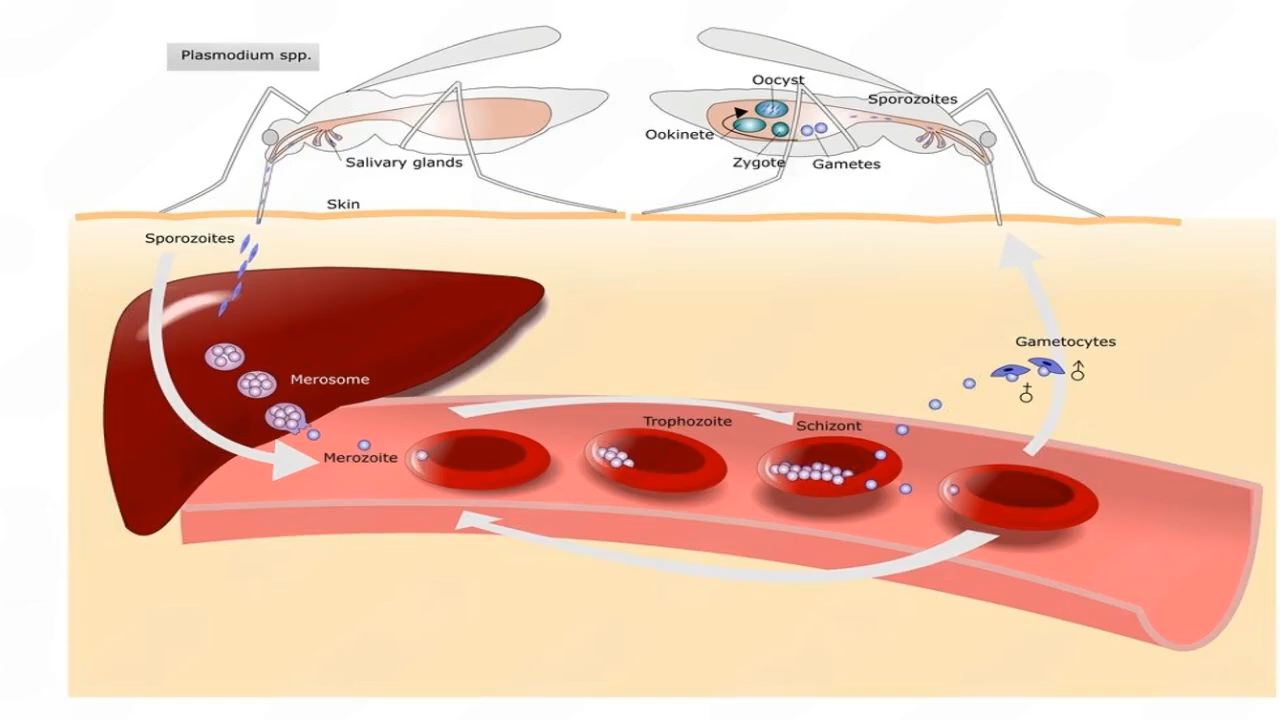 Plasmodium spp.
Oocyst
Sporozoites
Ookinete
Zygote
Gametes
Salivary glands
Skin
Sporozoites
Gametocytes
Merosome
Trophozoite
Schizont
Merozoite
♂
♀